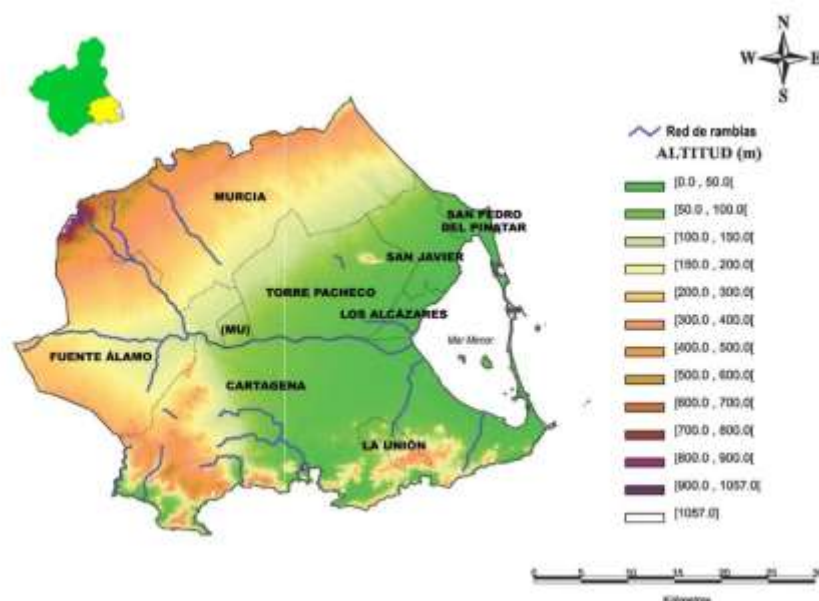 N
W E
S
Red de ramblas
ALTITUD (m)
[0.0 , 50.0[
[50.0 , 100.0[
[100.0 , 150.0[
[150.0 , 200.0[
[200.0 , 300.0[
[300.0 , 400.0[
[400.0 , 500.0[
[500.0 , 600.0[
[600.0 , 700.0[
[700.0 , 800.0[
[800.0 , 900.0[
[900.0 , 1057.0[
[1057.0]
MURCIA
SAN PEDRO
DEL PINATAR
SAN JAVIER
TORRE PACHECO
LOS ALCÁZARES
(MU)
Mar Menor
FUENTE ÁLAMO
CARTAGENA
LA UNIÓN
0 5 10 15 20 25 30
Kilómetros